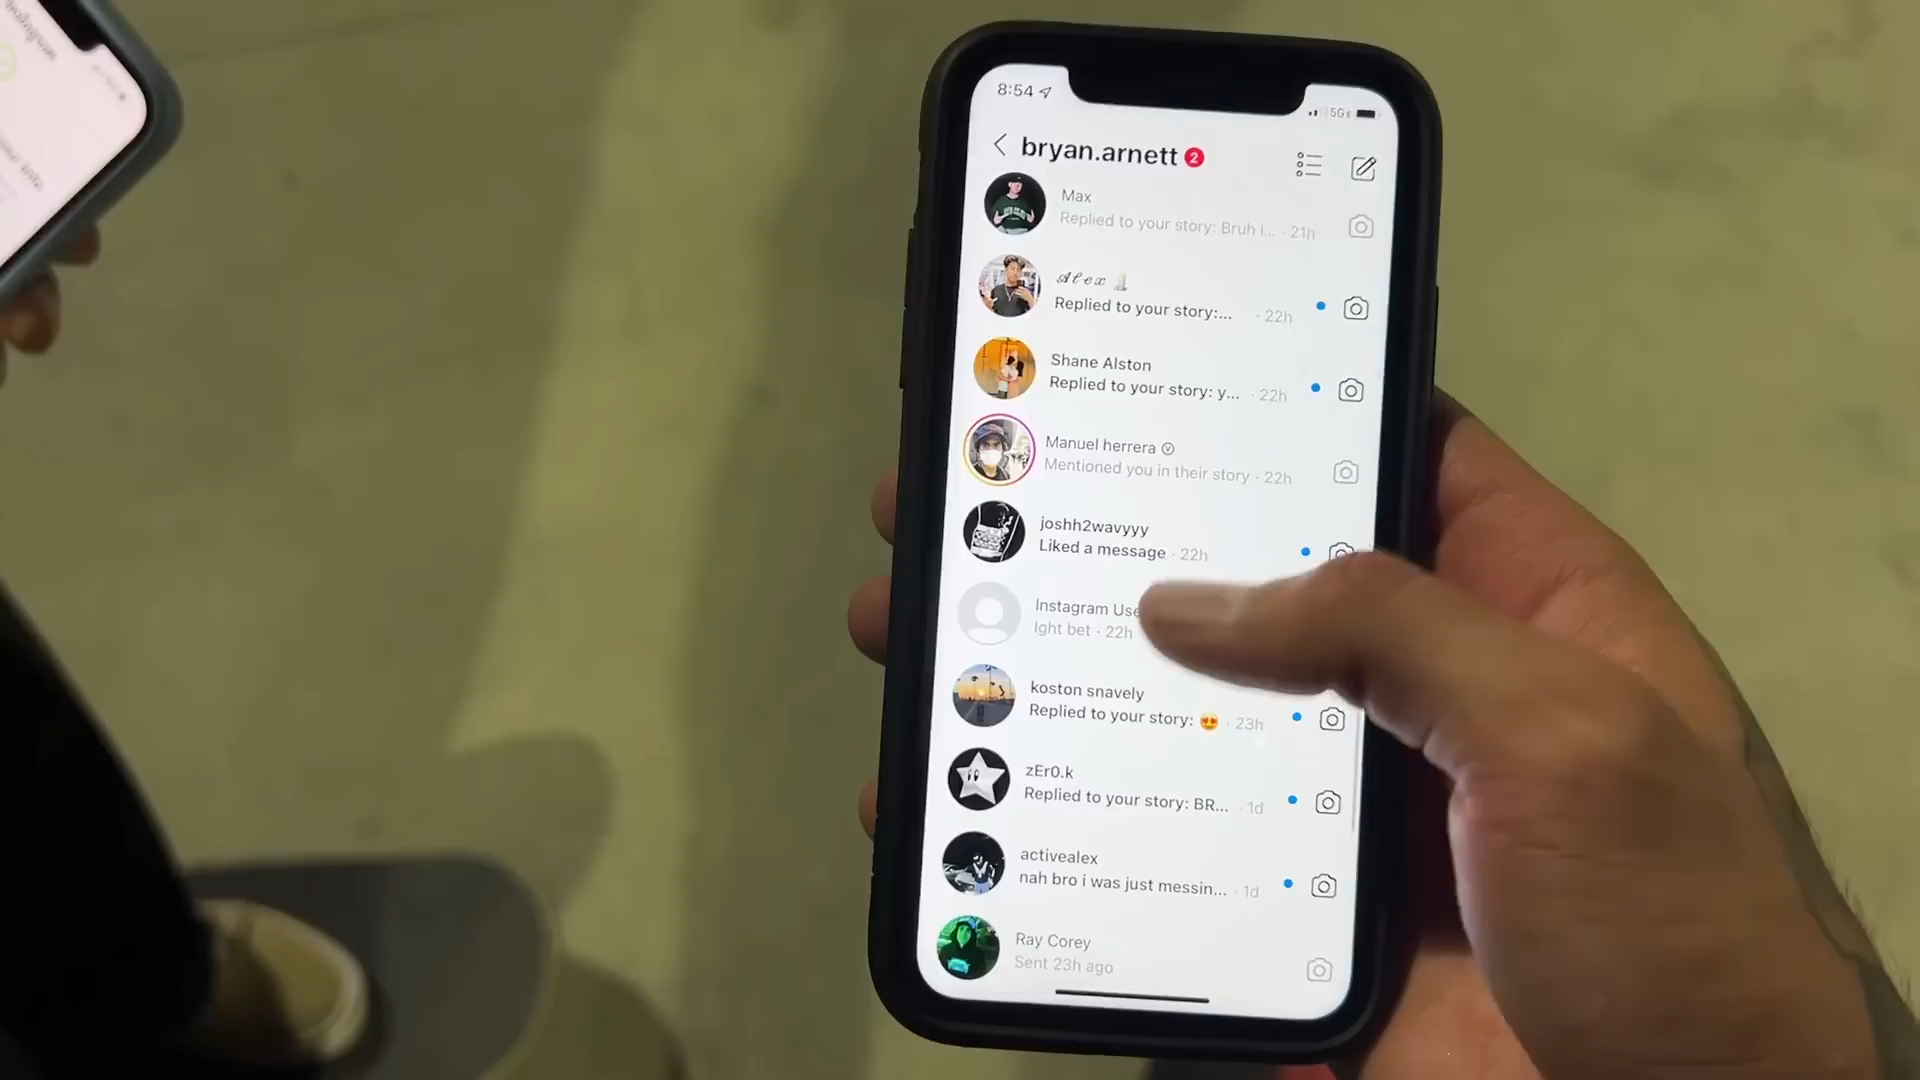 8:54
5GE
bryan.arnett 2
Max
Replied to your story: Bruh i... · 21h
𝒜𝓁𝑒𝓍
Replied to your story:... · 22h
Shane Alston
Replied to your story: y... · 22h
Manuel herrera
Mentioned you in their story · 22h
joshh2wavyyy
Liked a message · 22h
Instagram Use
Ight bet · 22h
koston snavely
Replied to your story: 😍 · 23h
zEr0.k
Replied to your story: BR... · 1d
activealex
nah bro i was just messin... · 1d
Ray Corey
Sent 23h ago